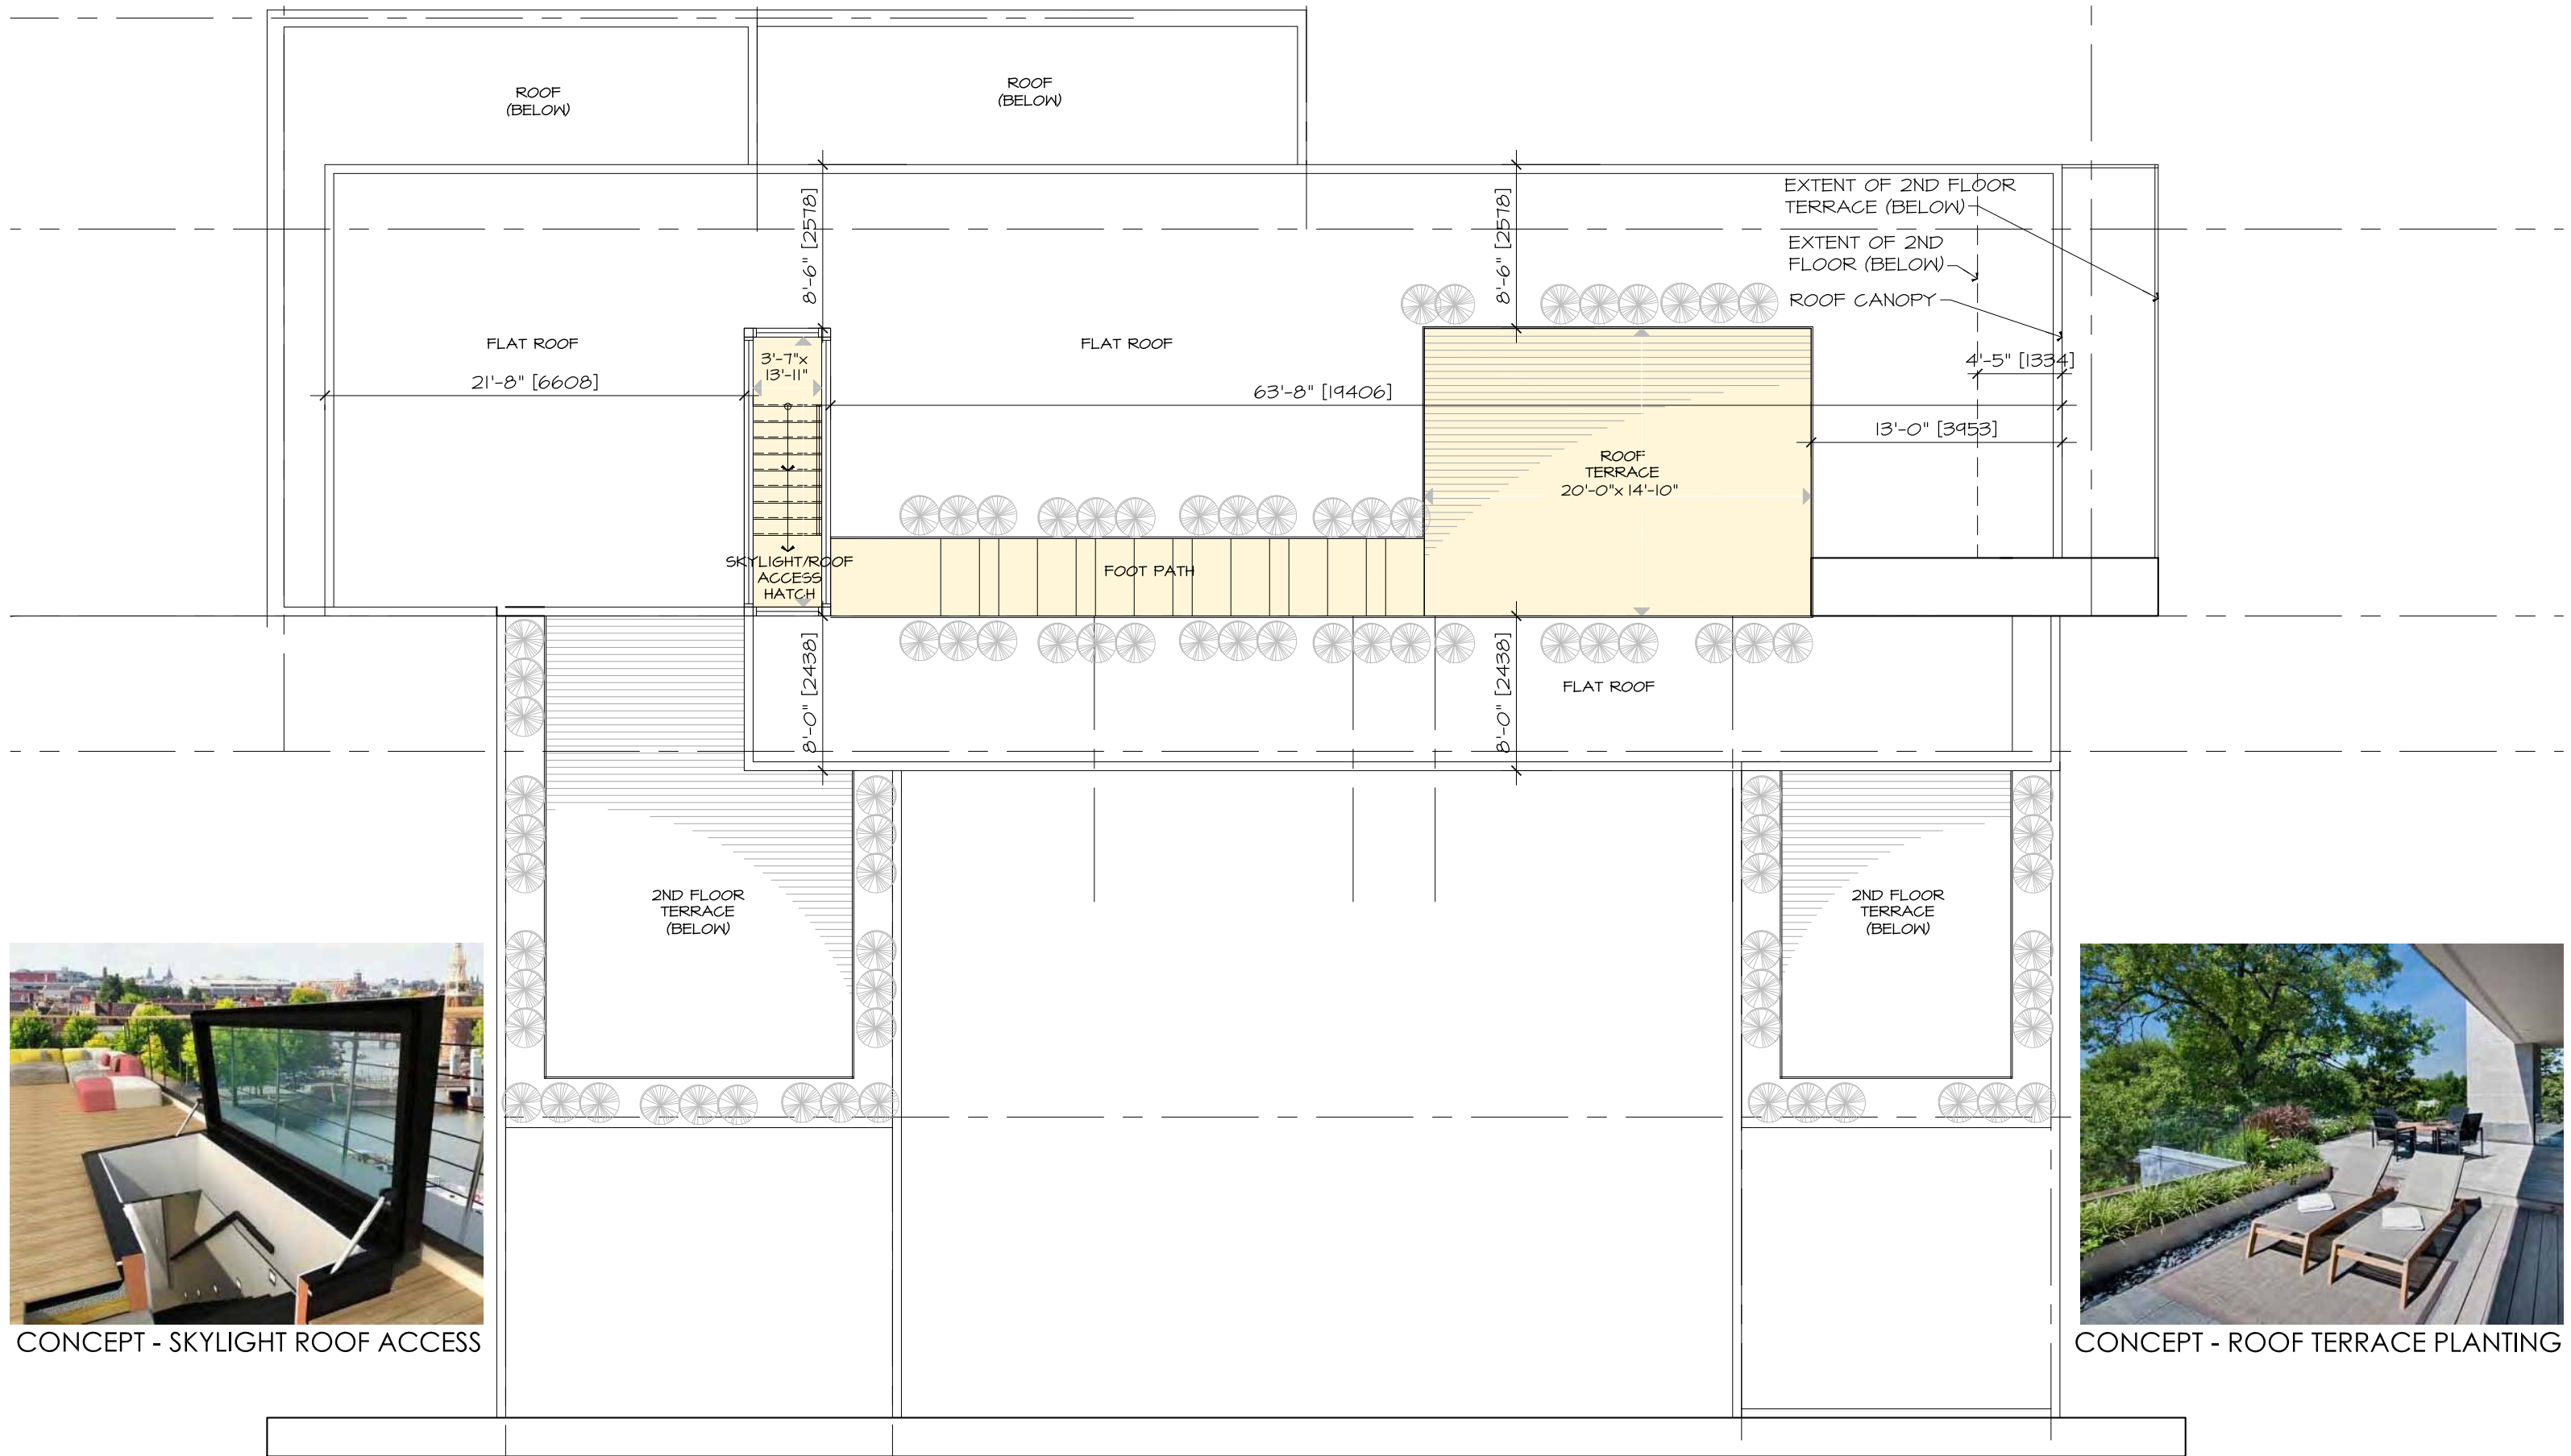 ROOF
(BELOW)
ROOF
(BELOW)
8'-6" [2578]
8'-6" [2578]
EXTENT OF 2ND FLOOR
TERRACE (BELOW)
EXTENT OF 2ND
FLOOR (BELOW)
ROOF CANOPY
FLAT ROOF
FLAT ROOF
3'-7"x
13'-11"
4'-5" [1334]
21'-8" [6608]
63'-8" [19406]
13'-0" [3953]
ROOF
TERRACE
20'-0"x 14'-10"
SKYLIGHT/ROOF
ACCESS
HATCH
FOOT PATH
8'-0" [2438]
8'-0" [2438]
FLAT ROOF
2ND FLOOR
TERRACE
(BELOW)
2ND FLOOR
TERRACE
(BELOW)
CONCEPT - SKYLIGHT ROOF ACCESS
CONCEPT - ROOF TERRACE PLANTING